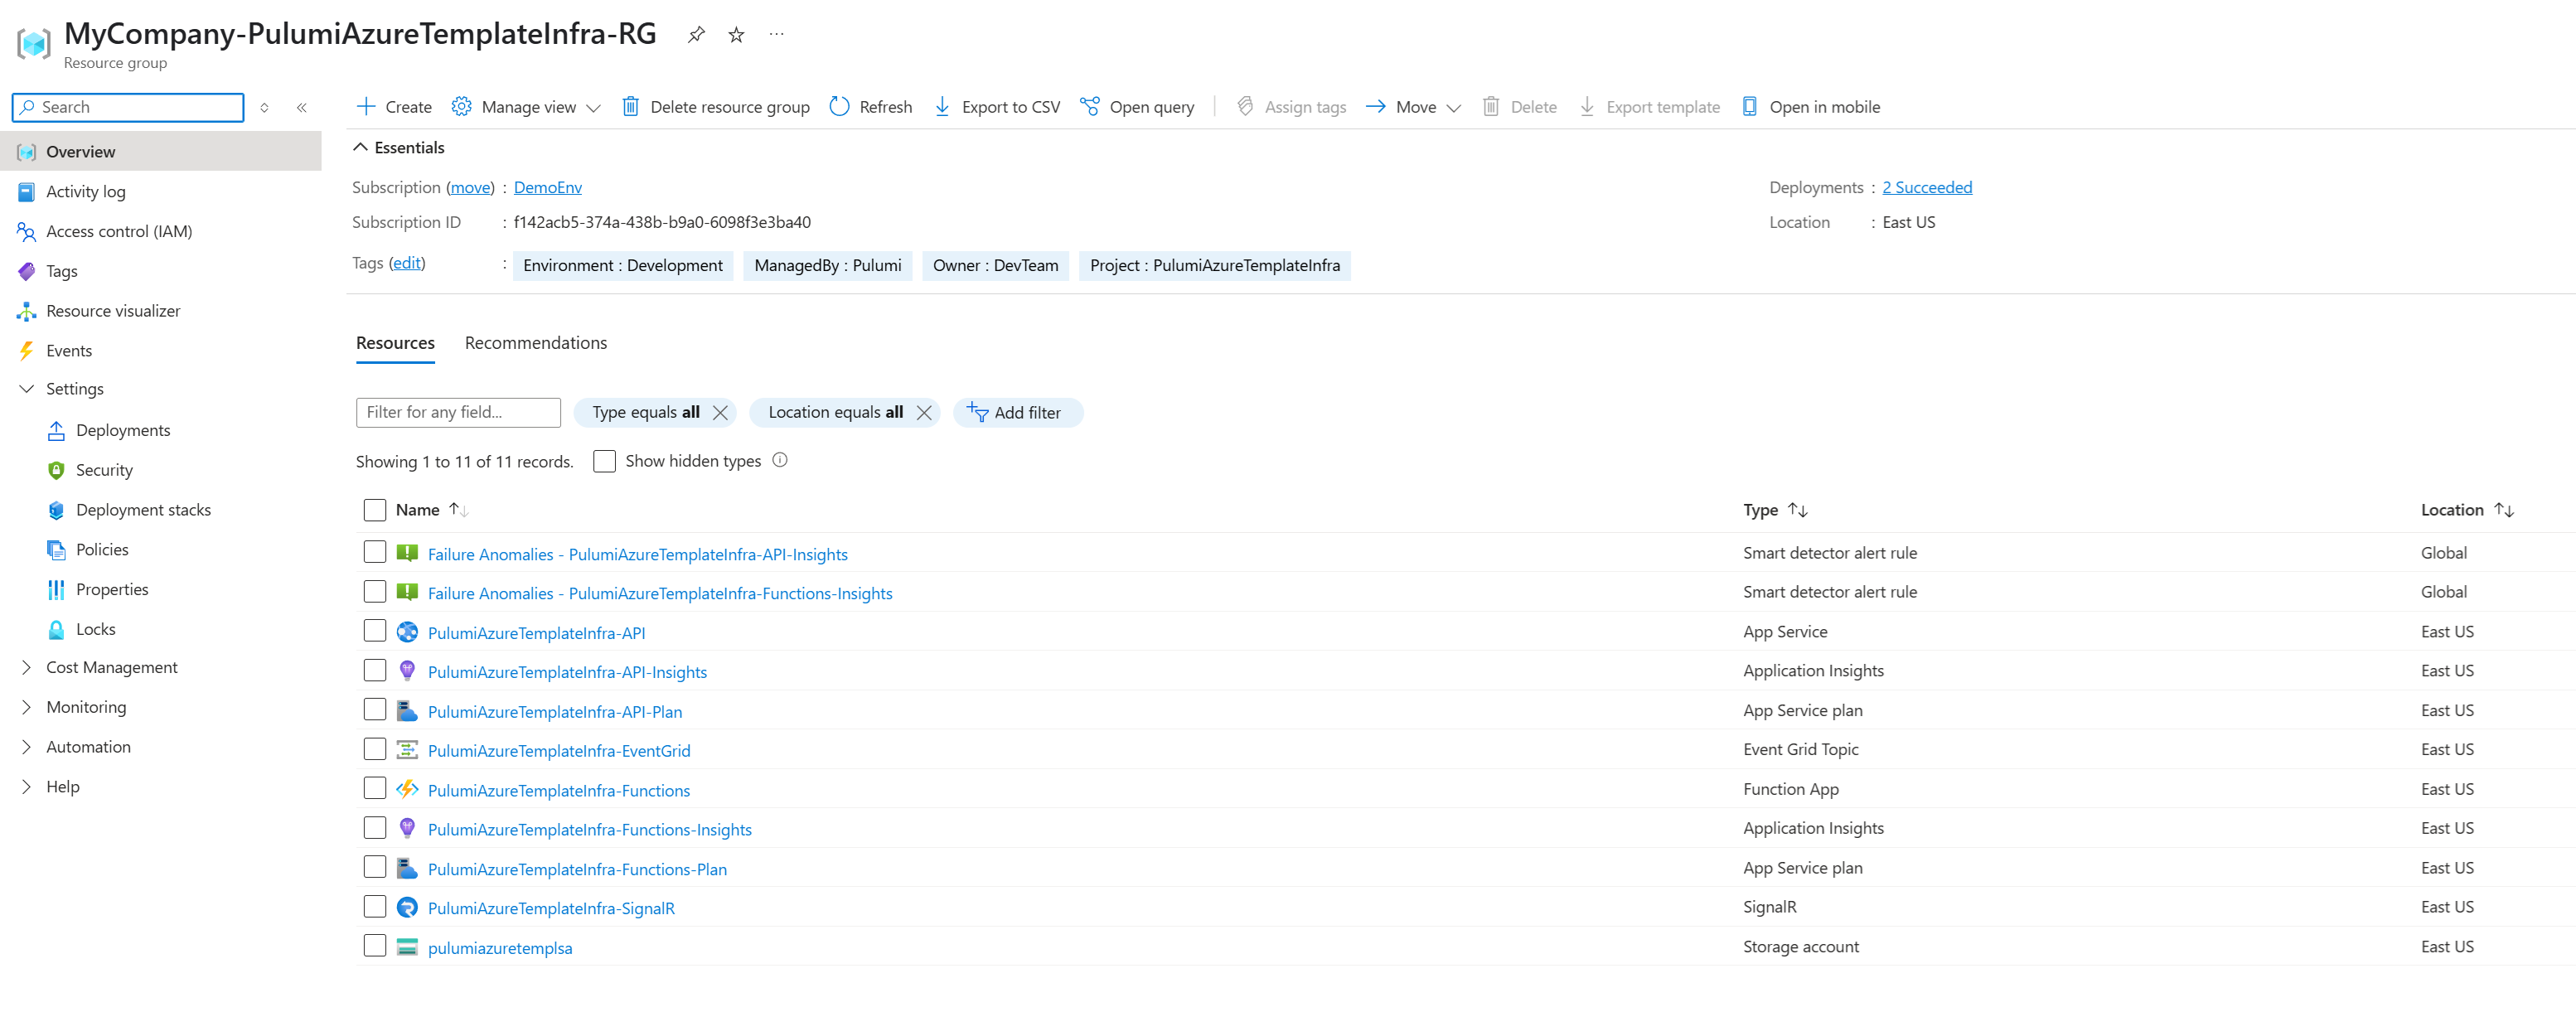 MyCompany-PulumiAzureTemplateInfra-RG
Resource group
Search
Overview
Activity log
Access control (IAM)
Tags
Resource visualizer
Events
Settings
Deployments
Security
Deployment stacks
Policies
Properties
Locks
Cost Management
Monitoring
Automation
Help
Create Manage view Delete resource group Refresh Export to CSV Open query Assign tags Move Delete Export template Open in mobile
Essentials
Subscription (move) : DemoEnv
Deployments : 2 Succeeded
Subscription ID : f142acb5-374a-438b-b9a0-6098f3e3ba40
Location : East US
Tags (edit) : Environment : Development ManagedBy : Pulumi Owner : DevTeam Project : PulumiAzureTemplateInfra
Resources Recommendations
Filter for any field... Type equals all Location equals all Add filter
Showing 1 to 11 of 11 records. Show hidden types
Name Type Location
Failure Anomalies - PulumiAzureTemplateInfra-API-Insights Smart detector alert rule Global
Failure Anomalies - PulumiAzureTemplateInfra-Functions-Insights Smart detector alert rule Global
PulumiAzureTemplateInfra-API App Service East US
PulumiAzureTemplateInfra-API-Insights Application Insights East US
PulumiAzureTemplateInfra-API-Plan App Service plan East US
PulumiAzureTemplateInfra-EventGrid Event Grid Topic East US
PulumiAzureTemplateInfra-Functions Function App East US
PulumiAzureTemplateInfra-Functions-Insights Application Insights East US
PulumiAzureTemplateInfra-Functions-Plan App Service plan East US
PulumiAzureTemplateInfra-SignalR SignalR East US
pulumiazuretemplsa Storage account East US